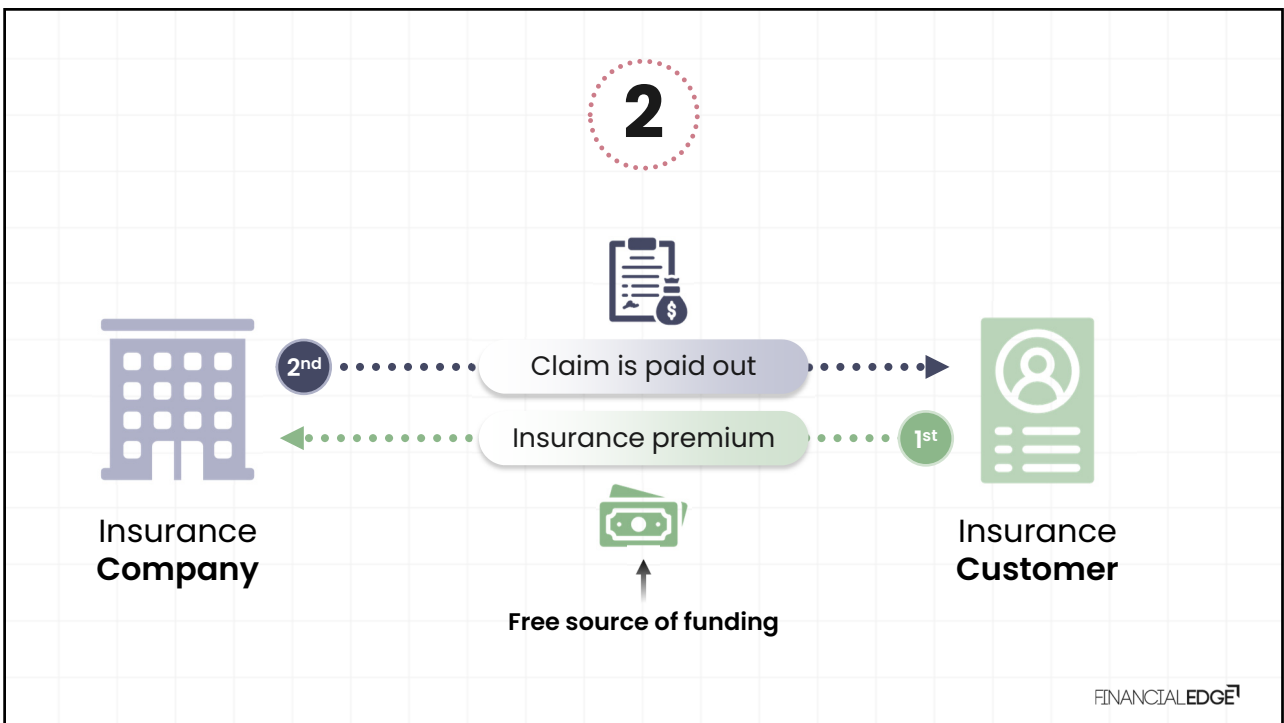 2
$
2nd
Claim is paid out
Insurance premium
1st
Insurance
Company
Insurance
Customer
Free source of funding
FINANCIALEDGE